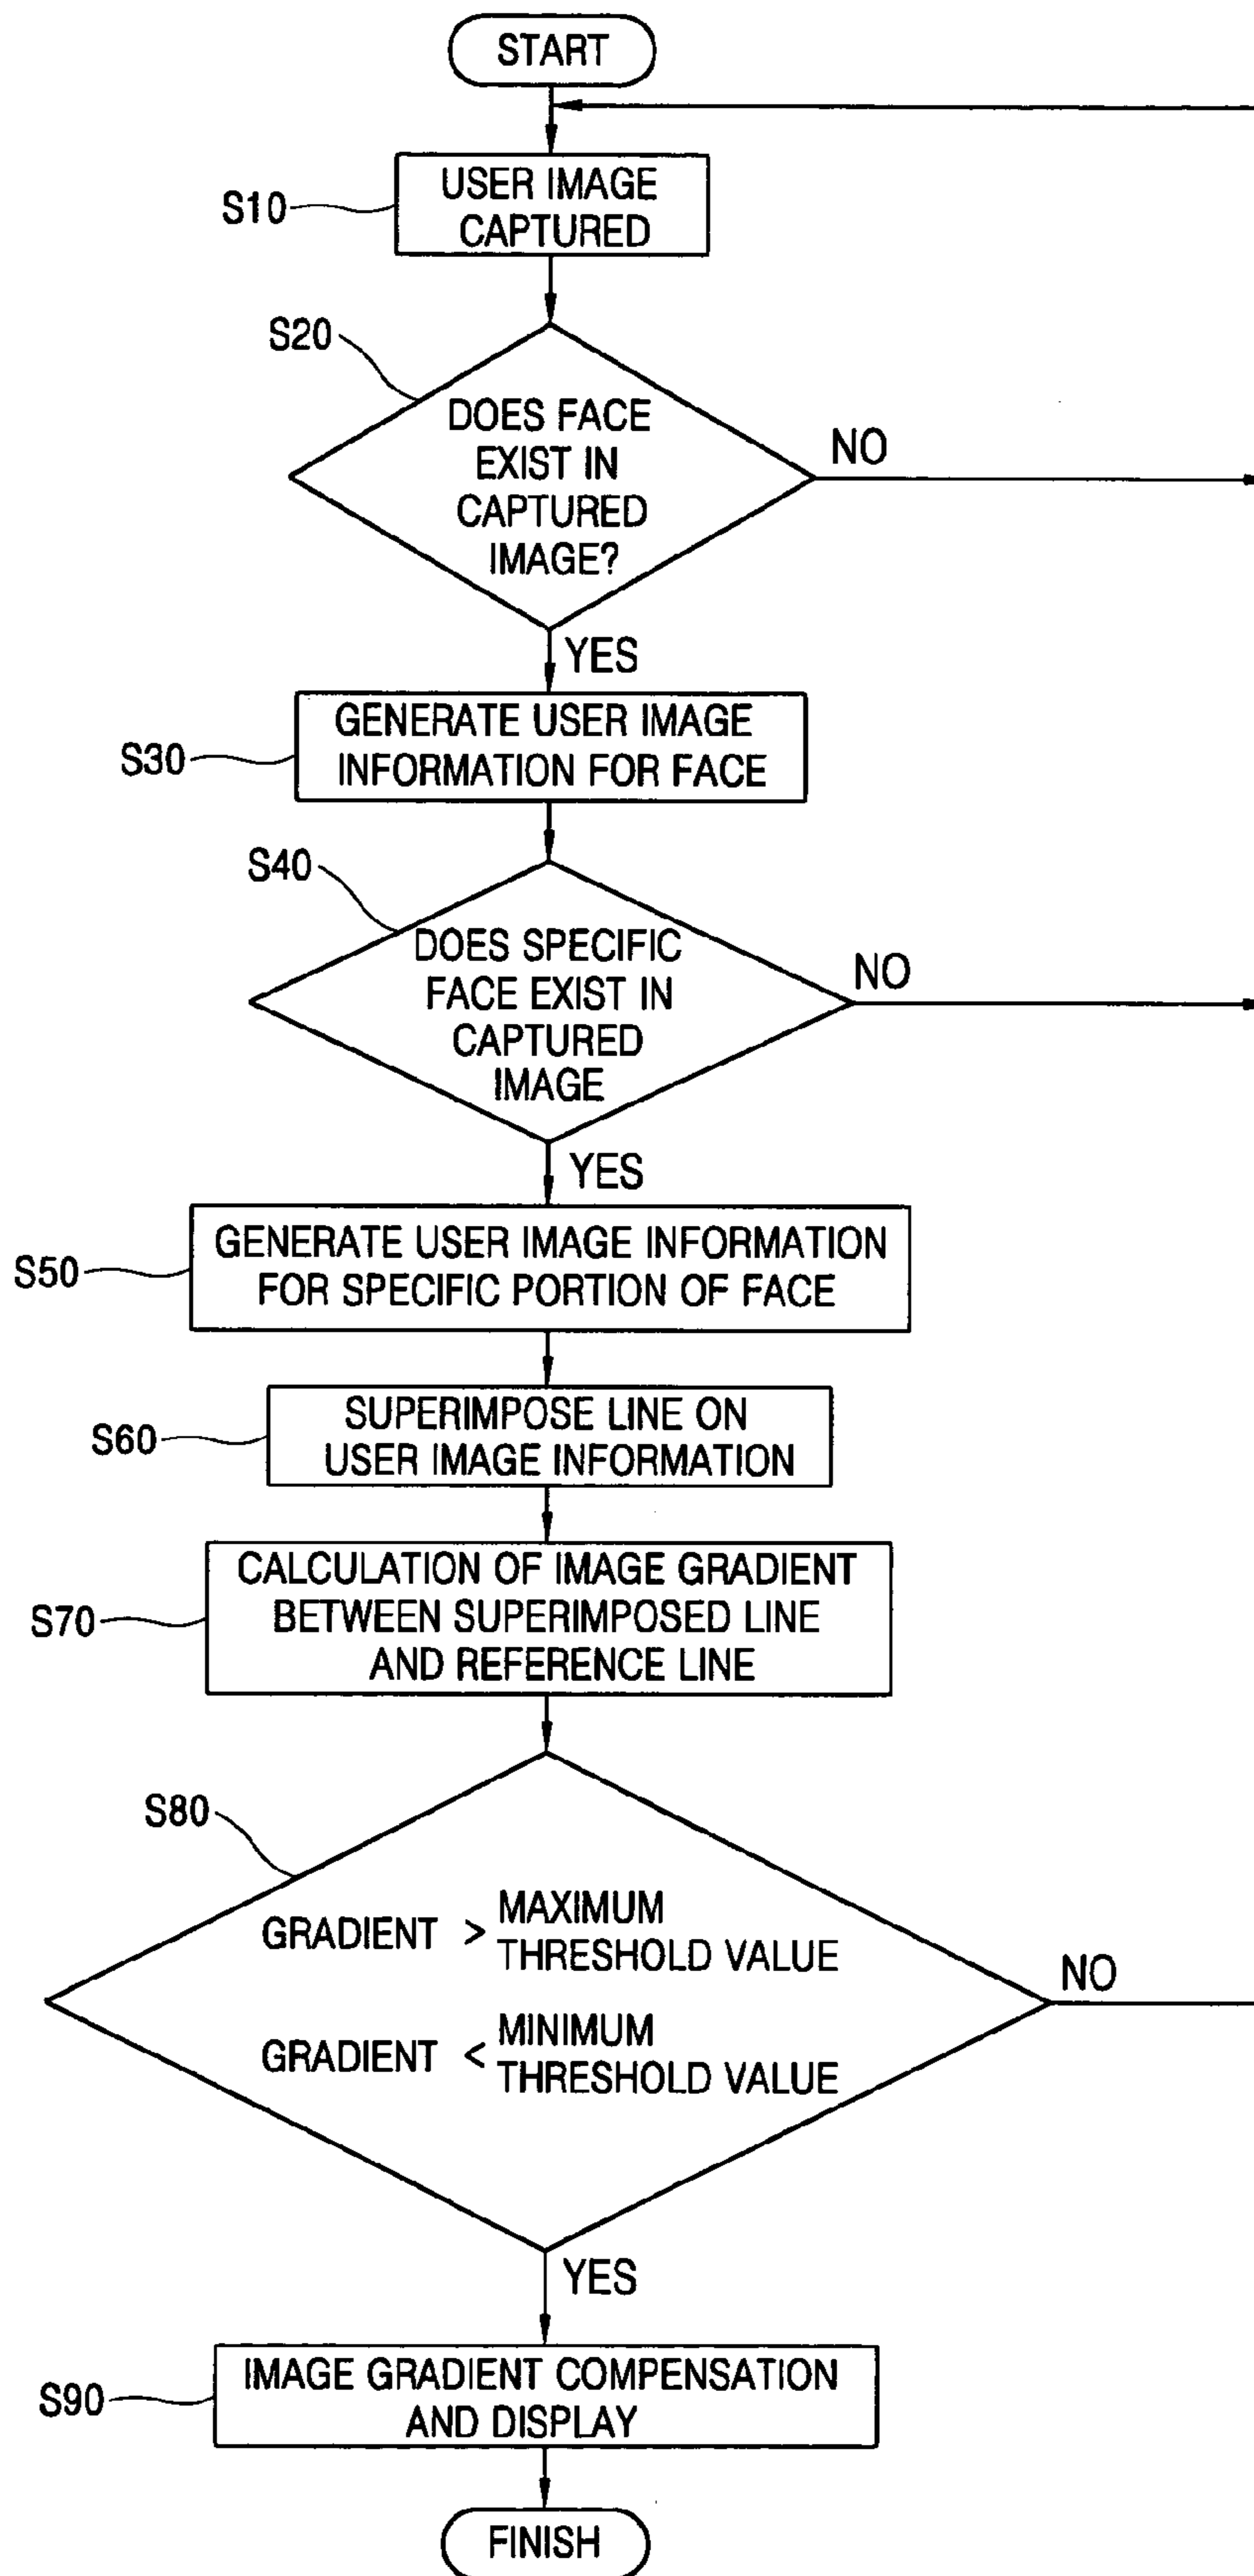 START
S10
USER IMAGE
CAPTURED
S20
DOES FACE
EXIST IN
CAPTURED
IMAGE?
NO
YES
S30
GENERATE USER IMAGE
INFORMATION FOR FACE
S40
DOES SPECIFIC
FACE EXIST IN
CAPTURED
IMAGE
NO
YES
S50
GENERATE USER IMAGE INFORMATION
FOR SPECIFIC PORTION OF FACE
S60
SUPERIMPOSE LINE ON
USER IMAGE INFORMATION
S70
CALCULATION OF IMAGE GRADIENT
BETWEEN SUPERIMPOSED LINE
AND REFERENCE LINE
S80
GRADIENT > MAXIMUM
THRESHOLD VALUE
GRADIENT < MINIMUM
THRESHOLD VALUE
NO
YES
S90
IMAGE GRADIENT COMPENSATION
AND DISPLAY
FINISH